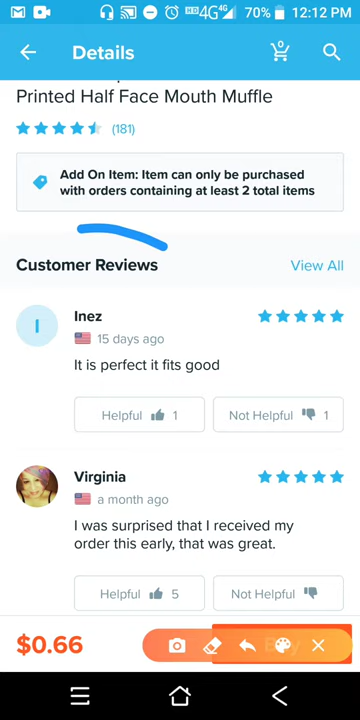 HD 4G 4G 70% 12:12 PM
Details
0
Printed Half Face Mouth Muffle
(181)
Add On Item: Item can only be purchased
with orders containing at least 2 total items
Customer Reviews View All
I Inez
15 days ago
It is perfect it fits good
Helpful 1 Not Helpful 1
Virginia
a month ago
I was surprised that I received my
order this early, that was great.
Helpful 5 Not Helpful
$0.66